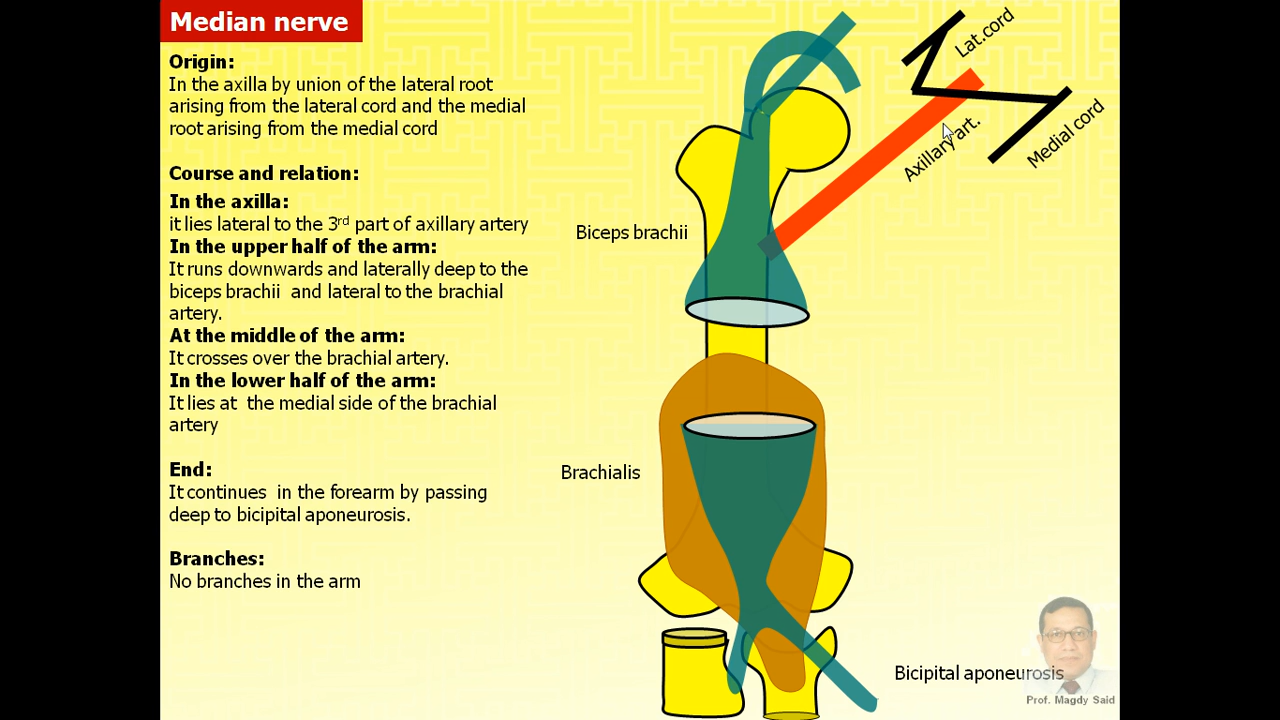 Median nerve
Origin:
In the axilla by union of the lateral root
arising from the lateral cord and the medial
root arising from the medial cord
Course and relation:
In the axilla:
it lies lateral to the 3rd part of axillary artery
In the upper half of the arm:
It runs downwards and laterally deep to the
biceps brachii and lateral to the brachial
artery.
At the middle of the arm:
It crosses over the brachial artery.
In the lower half of the arm:
It lies at the medial side of the brachial
artery
End:
It continues in the forearm by passing
deep to bicipital aponeurosis.
Branches:
No branches in the arm
Lat.cord
Axillary art.
Medial cord
Biceps brachii
Brachialis
Bicipital aponeurosis
Prof. Magdy Said